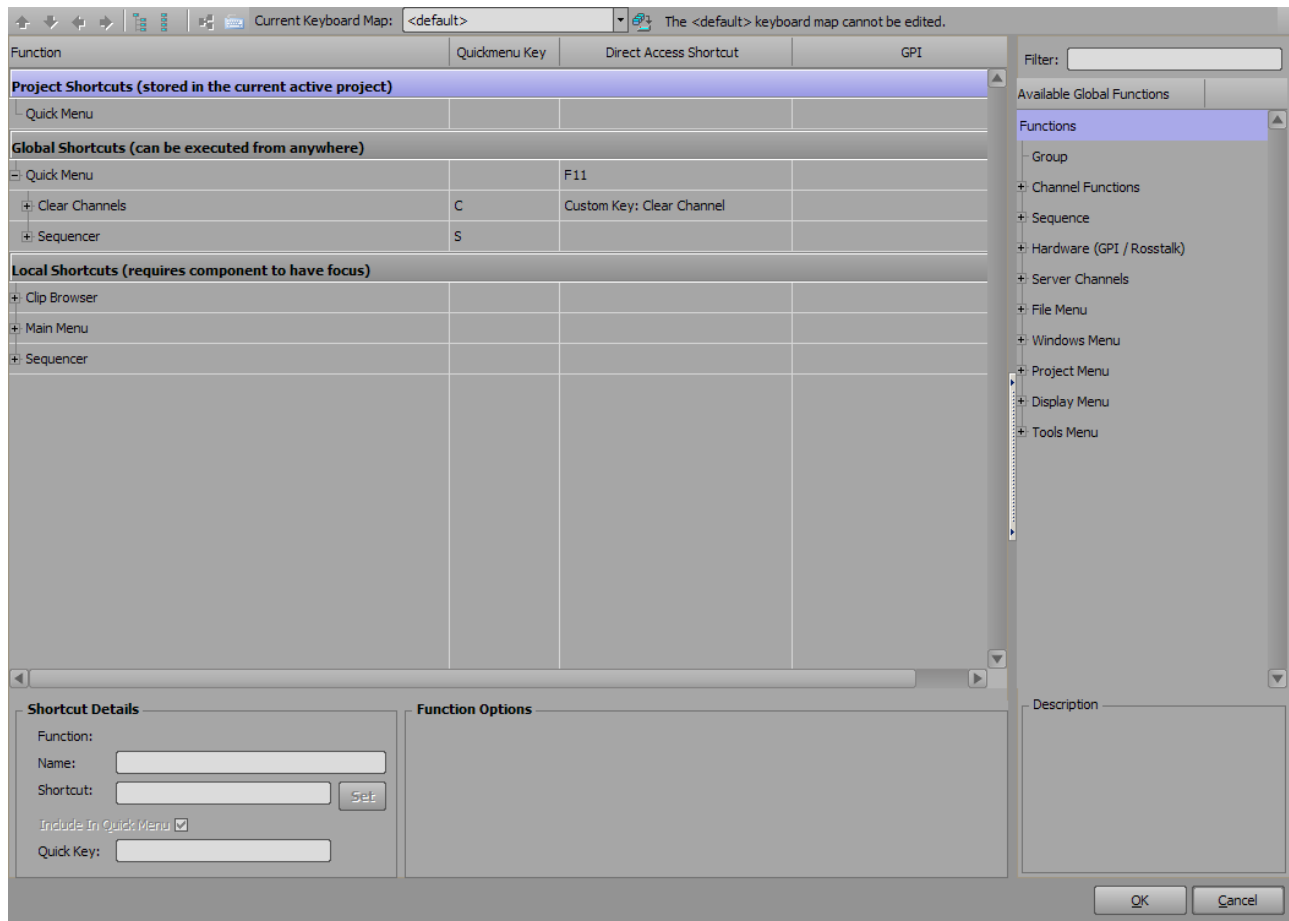 Current Keyboard Map: <default> The <default> keyboard map cannot be edited.
Function Quickmenu Key Direct Access Shortcut GPI
Project Shortcuts (stored in the current active project)
Quick Menu
Global Shortcuts (can be executed from anywhere)
Quick Menu F11
Clear Channels C Custom Key: Clear Channel
Sequencer S
Local Shortcuts (requires component to have focus)
Clip Browser
Main Menu
Sequencer
Filter:
Available Global Functions
Functions
Group
Channel Functions
Sequence
Hardware (GPI / Rosstalk)
Server Channels
File Menu
Windows Menu
Project Menu
Display Menu
Tools Menu
Shortcut Details
Function:
Name:
Shortcut: Set
Include In Quick Menu
Quick Key:
Function Options
Description
OK Cancel